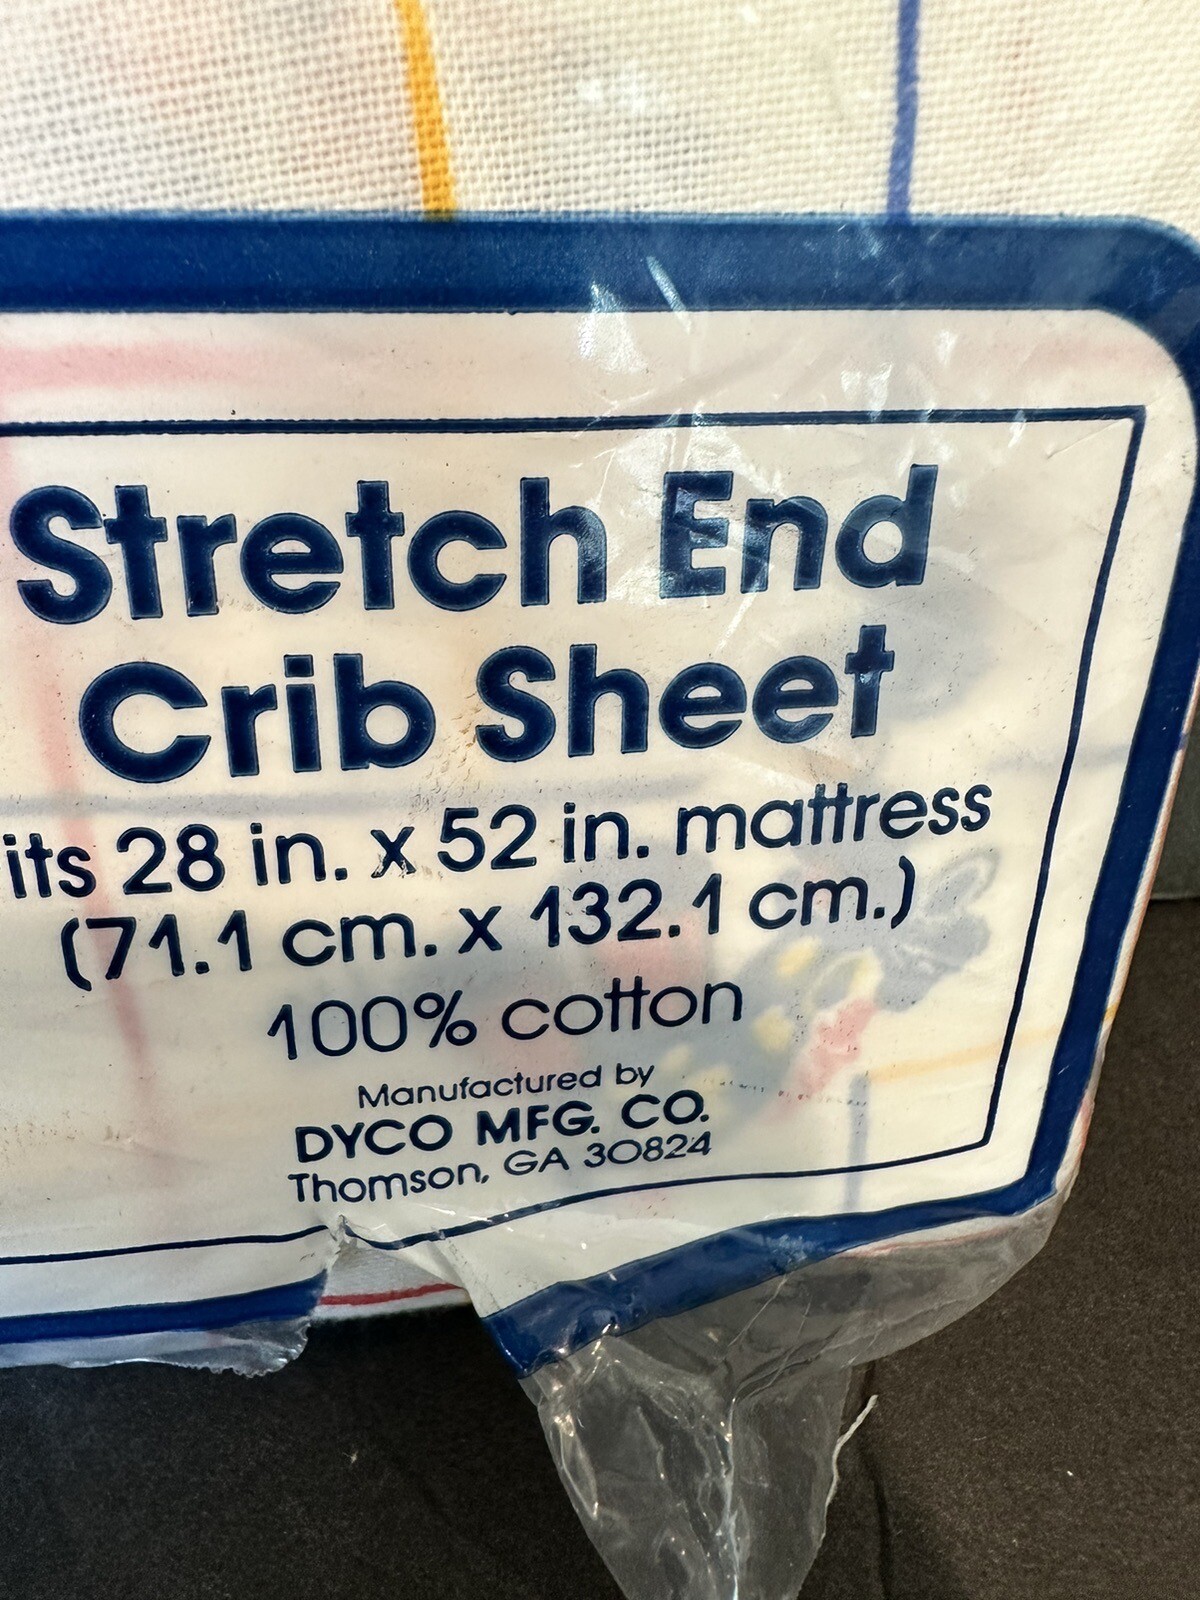 Stretch End
Crib Sheet
its 28 in. x 52 in. mattress
(71.1 cm. x 132.1 cm.)
100% cotton
Manufactured by
DYCO MFG. CO.
Thomson, GA 30824